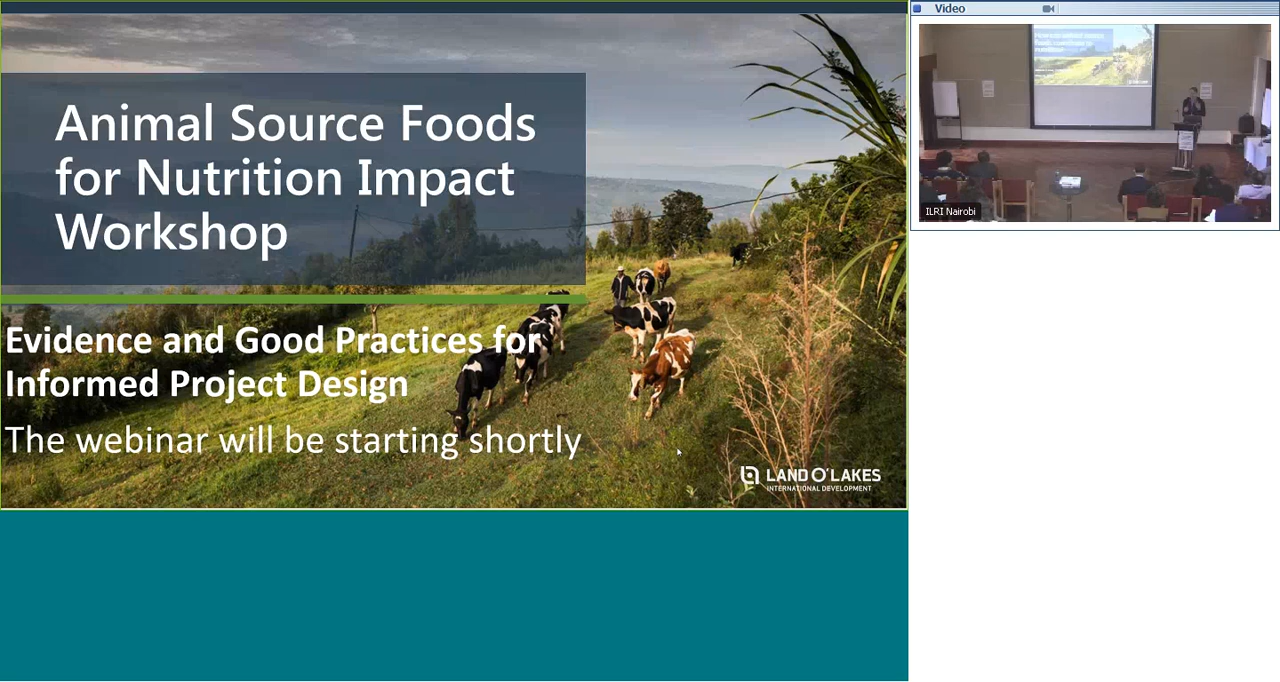 Animal Source Foods
for Nutrition Impact
Workshop
Evidence and Good Practices for
Informed Project Design
The webinar will be starting shortly
LAND O'LAKES
INTERNATIONAL DEVELOPMENT
Video
ILRI Nairobi